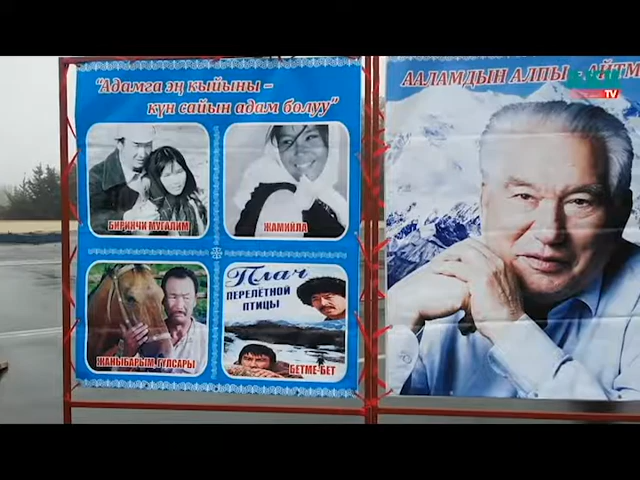 "Адамга эң кыйыны –
күн сайын адам болуу"
БИРИНЧИ МУГАЛИМ
ЖАМИЙЛА
ЖАНЫБАРЫМ, ГҮЛСАРЫ
Плач
ПЕРЕЛЁТНОЙ
ПТИЦЫ
БЕТМЕ-БЕТ
ААЛАМДЫН АЛПЫ - АЙТМ
TV